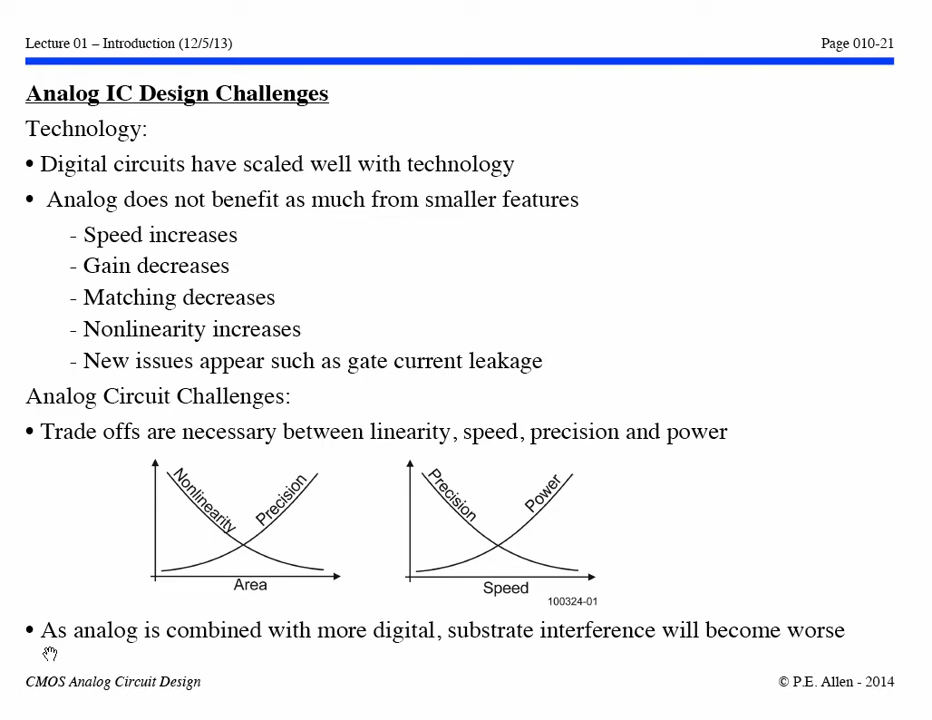 Lecture 01 – Introduction (12/5/13) Page 010-21
Analog IC Design Challenges
Technology:
• Digital circuits have scaled well with technology
• Analog does not benefit as much from smaller features
- Speed increases
- Gain decreases
- Matching decreases
- Nonlinearity increases
- New issues appear such as gate current leakage
Analog Circuit Challenges:
• Trade offs are necessary between linearity, speed, precision and power
Nonlinearity
Precision
Area
Precision
Power
Speed
100324-01
• As analog is combined with more digital, substrate interference will become worse
CMOS Analog Circuit Design © P.E. Allen - 2014